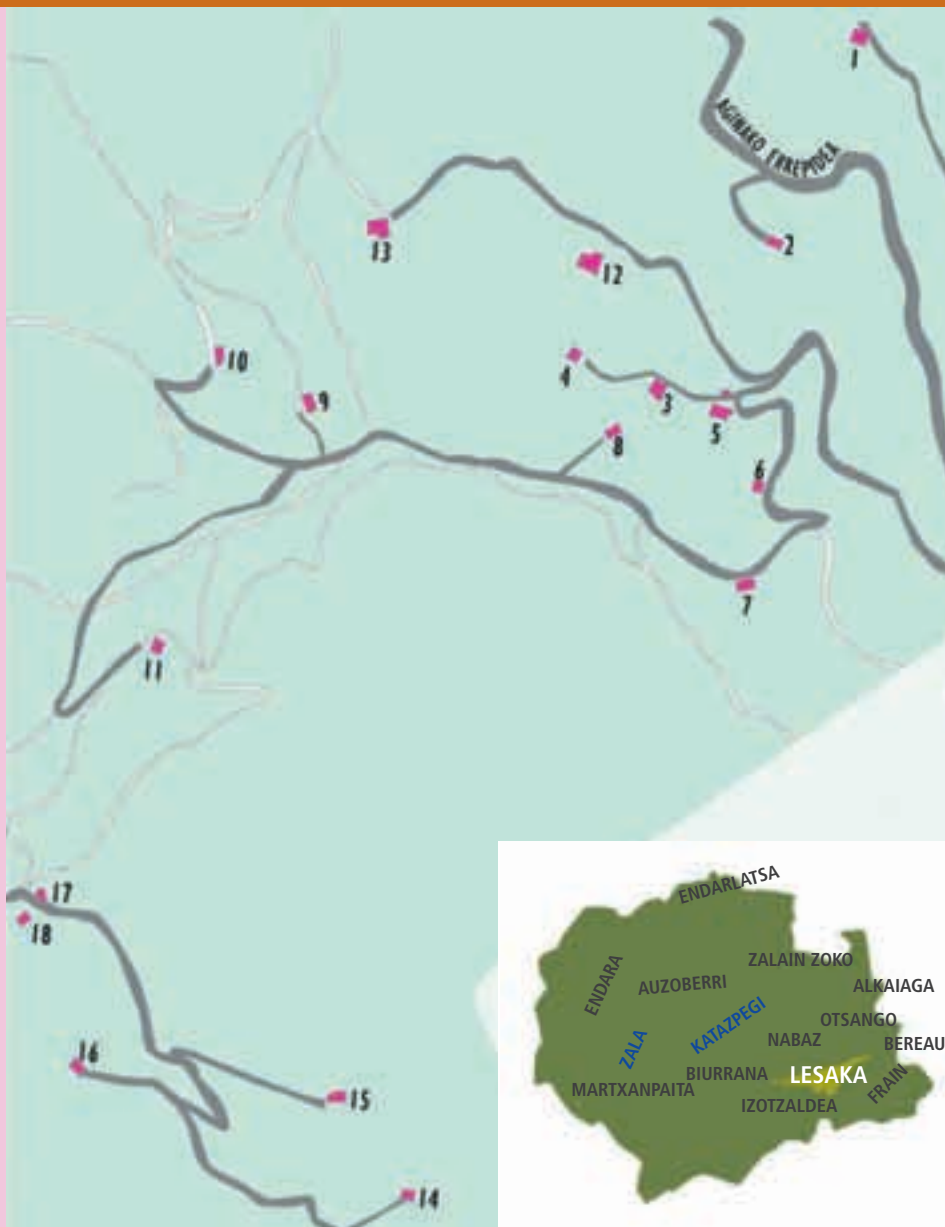 1
AGINAKO ERREPIDEA
2
13
12
10
4
3
9
5
8
6
7
11
17
18
16
15
14
ENDARLATSA
ENDARA
ZALAIN ZOKO
AUZOBERRI
ALKAIAGA
KATAZPEGI
OTSANGO
NABAZ
BEREAU
ZALA
BIURRANA
LESAKA
MARTXANPAITA
FRAIN
IZOTZALDEA